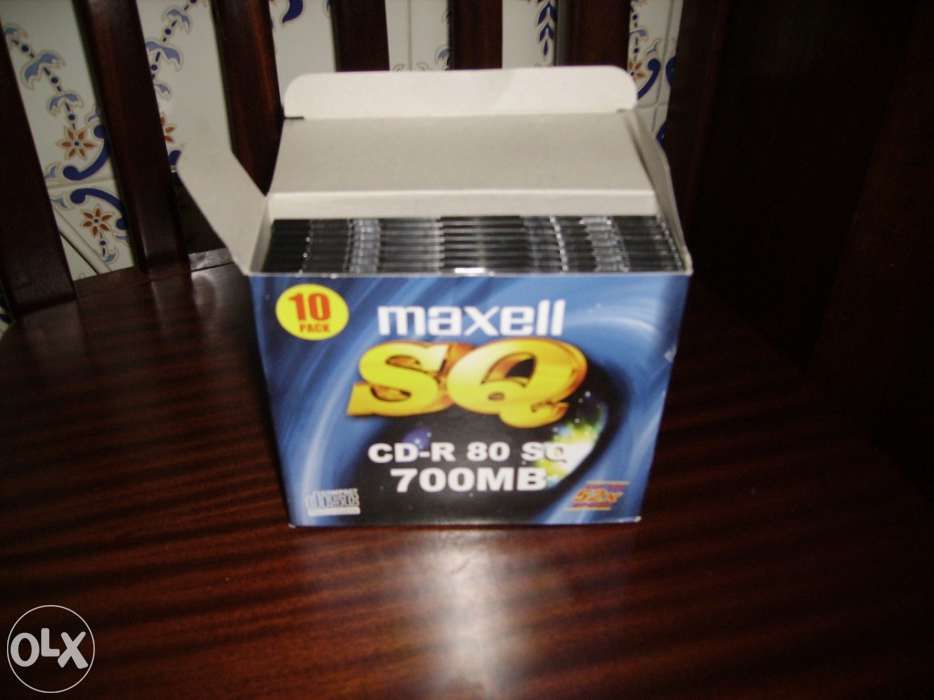 10
PACK
maxell
SQ
CD-R 80 SQ
700MB
52x
OLX